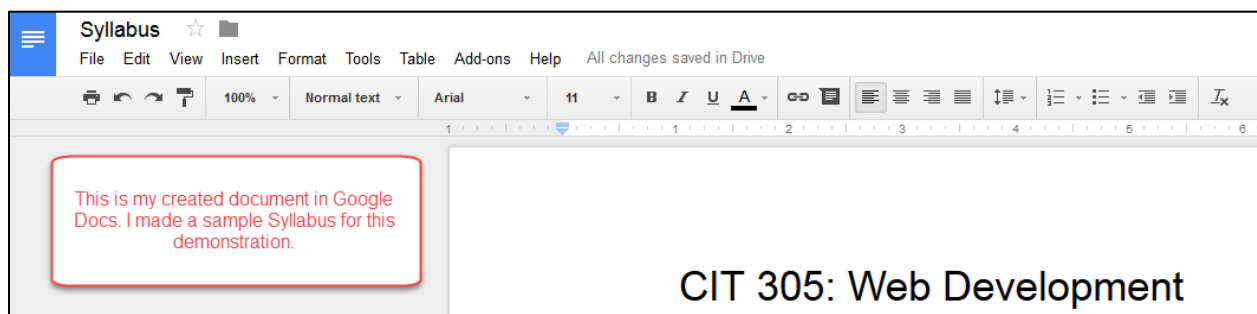 Syllabus
File Edit View Insert Format Tools Table Add-ons Help All changes saved in Drive
100% Normal text Arial 11 B I U A
1 1 2 3 4 5 6
This is my created document in Google
Docs. I made a sample Syllabus for this
demonstration.
CIT 305: Web Development